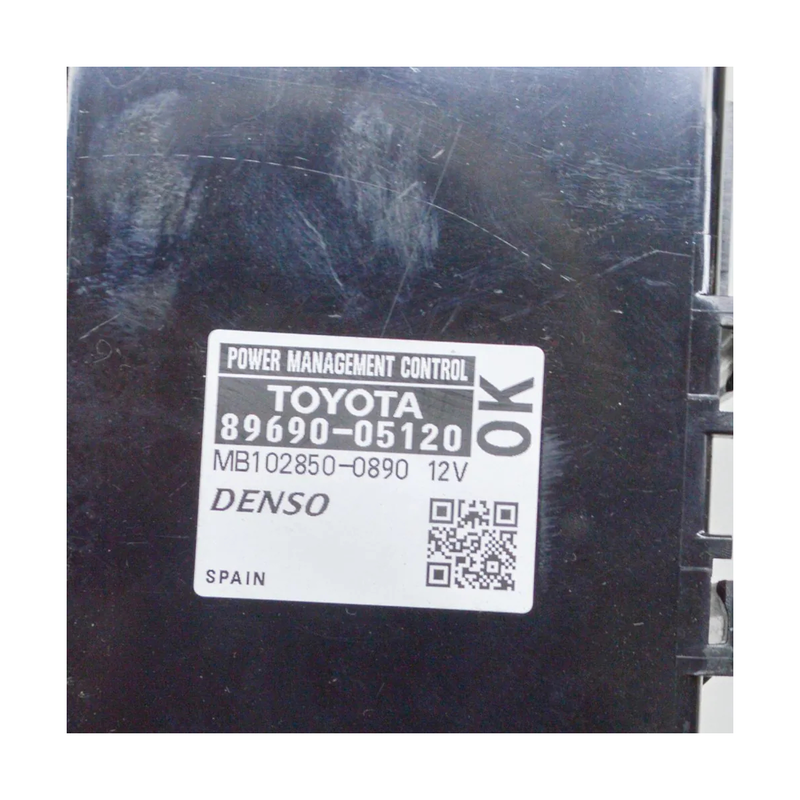 POWER MANAGEMENT CONTROL
TOYOTA
89690-05120
OK
MB102850-0890 12V
DENSO
SPAIN